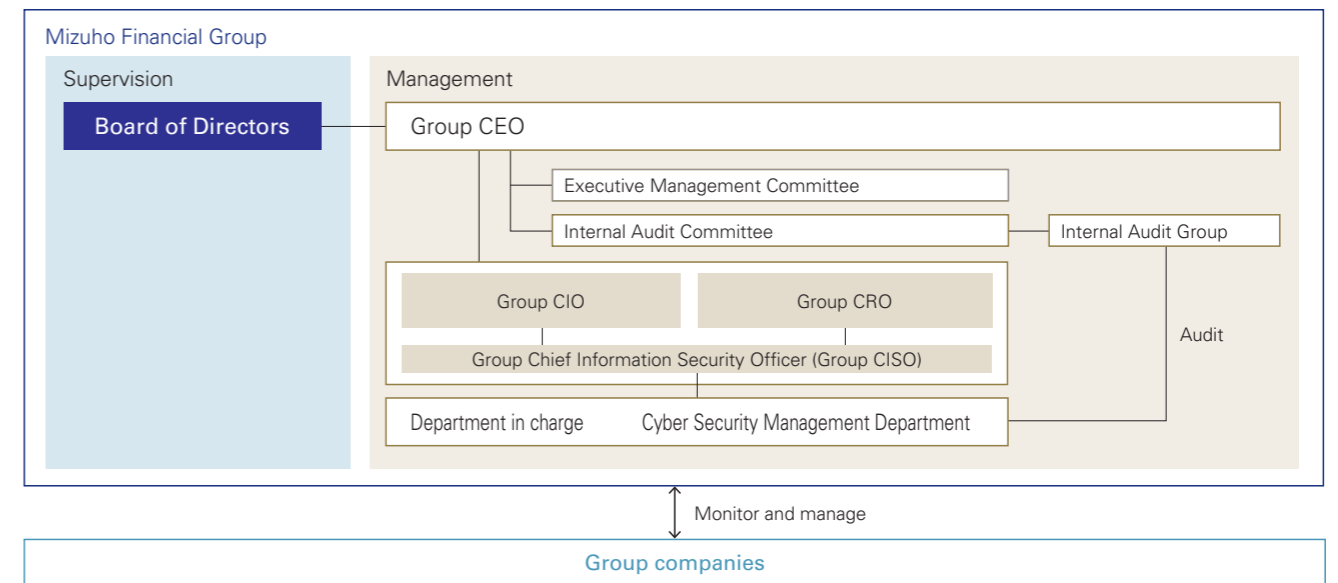 Mizuho Financial Group
Supervision
Management
Board of Directors
Group CEO
Executive Management Committee
Internal Audit Committee
Internal Audit Group
Group CIO
Group CRO
Audit
Group Chief Information Security Officer (Group CISO)
Department in charge
Cyber Security Management Department
Monitor and manage
Group companies